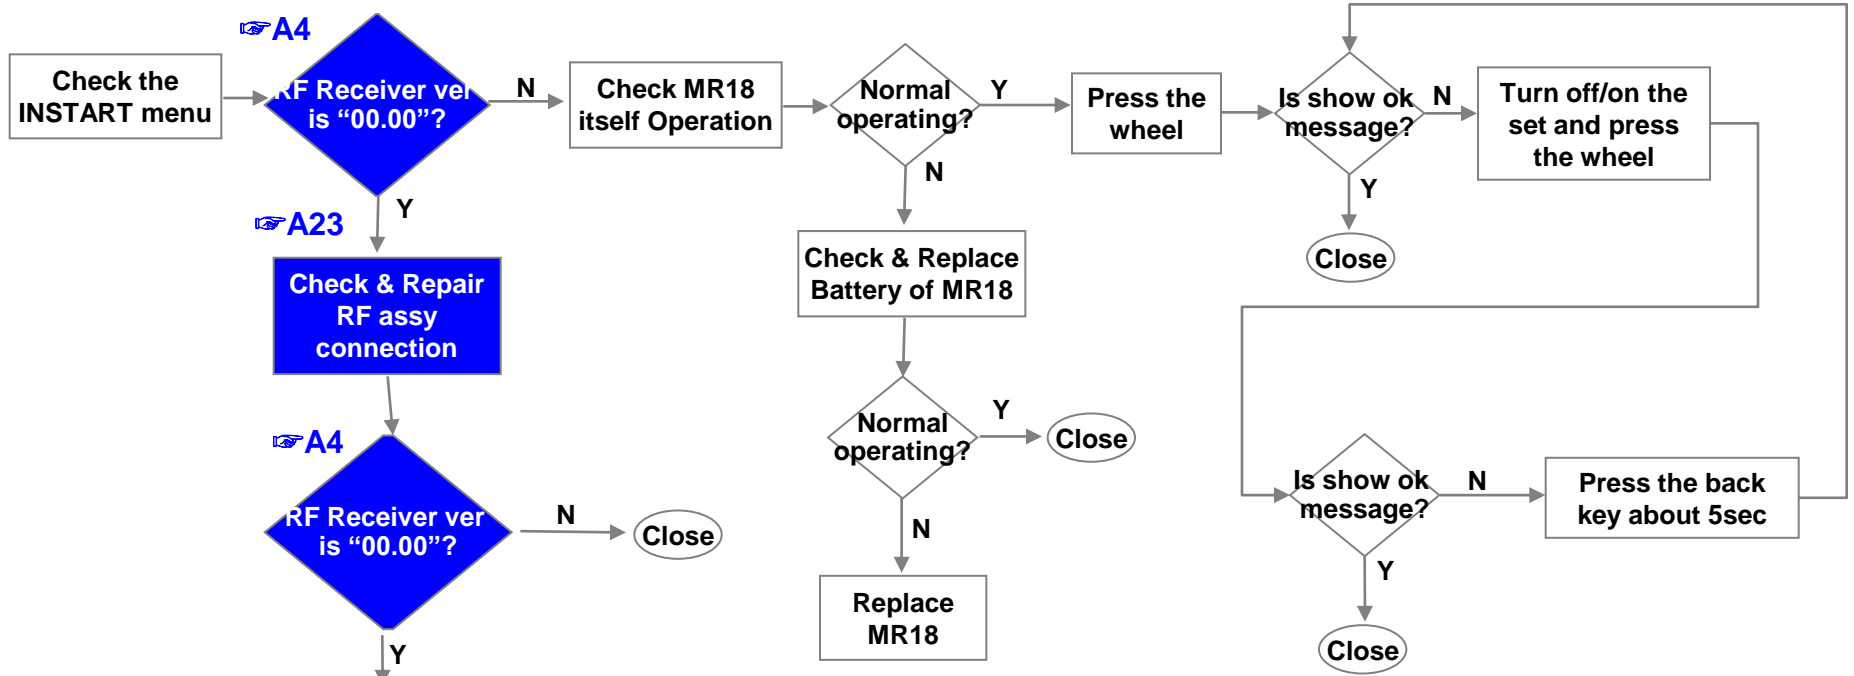 ☞A4
Check the
INSTART menu
RF Receiver ver
is “00.00”?
N
Check MR18
itself Operation
Normal
operating?
Y
Press the
wheel
Is show ok
message?
N
Turn off/on the
set and press
the wheel
Y
☞A23
Check & Repair
RF assy
connection
N
Check & Replace
Battery of MR18
Y
Close
☞A4
RF Receiver ver
is “00.00”?
N
Close
Y
Normal
operating?
Y
Close
N
Replace
MR18
Is show ok
message?
N
Press the back
key about 5sec
Y
Close